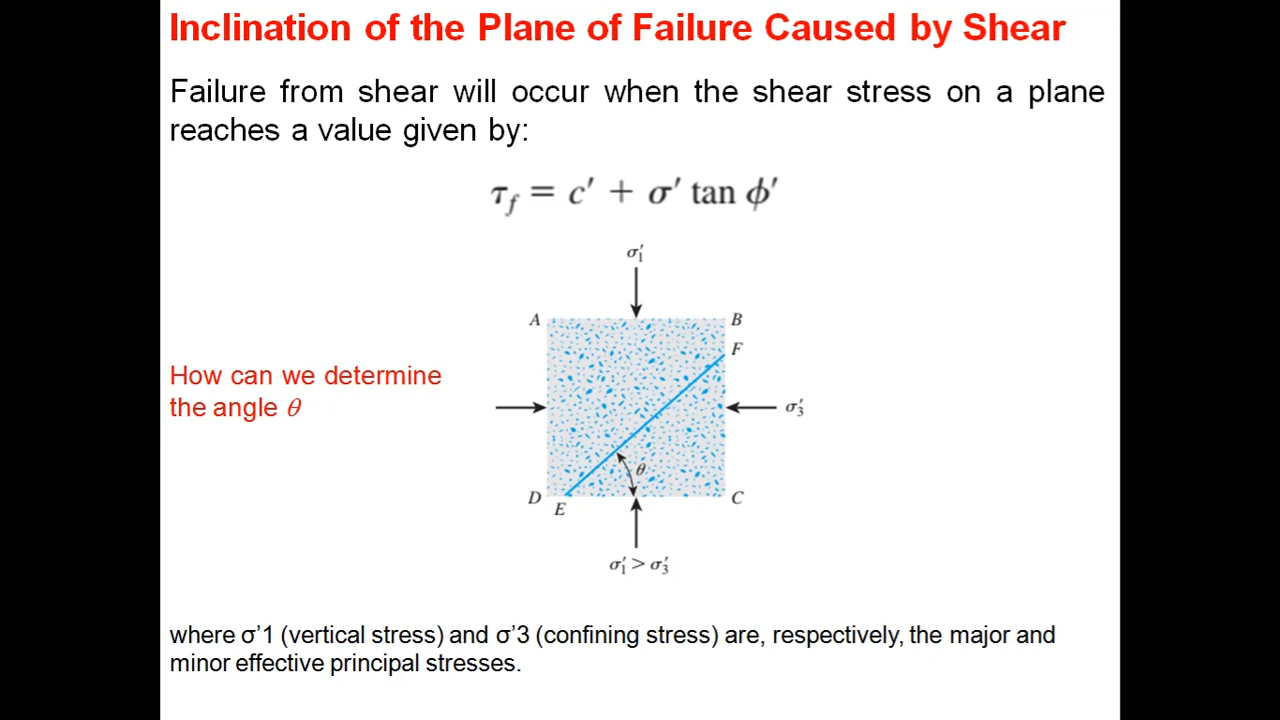 Inclination of the Plane of Failure Caused by Shear
Failure from shear will occur when the shear stress on a plane
reaches a value given by:
τf = c′ + σ′ tan ϕ′
σ′1
A
B
F
How can we determine
the angle θ
σ′3
θ
D
E
C
σ′1 > σ′3
where σ’1 (vertical stress) and σ’3 (confining stress) are, respectively, the major and
minor effective principal stresses.